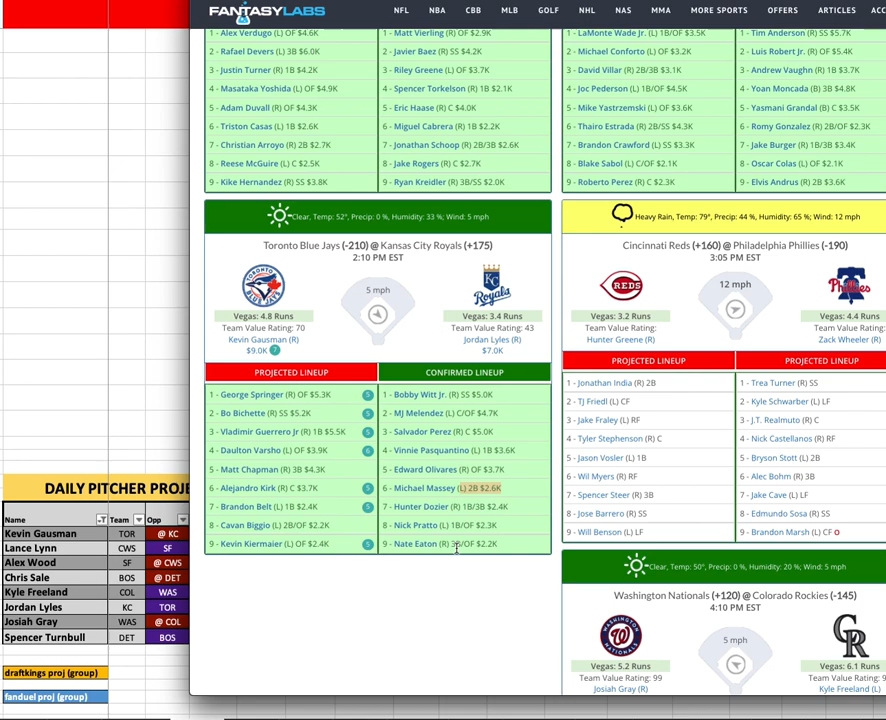 FANTASYLABS
NFL NBA CBB MLB GOLF NHL NAS MMA MORE SPORTS OFFERS ARTICLES
1 - Alex Verdugo (L) OF $4.6K
2 - Rafael Devers (L) 3B $6.0K
3 - Justin Turner (R) 1B $4.2K
4 - Masataka Yoshida (L) OF $4.9K
5 - Adam Duvall (R) OF $4.3K
6 - Triston Casas (L) 1B $2.6K
7 - Christian Arroyo (R) 2B $2.7K
8 - Reese McGuire (L) C $2.5K
9 - Kike Hernandez (R) SS $3.8K
1 - Matt Vierling (R) OF $2.9K
2 - Javier Baez (R) SS $4.2K
3 - Riley Greene (L) OF $3.7K
4 - Spencer Torkelson (R) 1B $2.1K
5 - Eric Haase (R) C $4.0K
6 - Miguel Cabrera (R) 1B $2.2K
7 - Jonathan Schoop (R) 2B/3B $2.6K
8 - Jake Rogers (R) C $2.7K
9 - Ryan Kreidler (R) 3B/SS $2.0K
1 - LaMonte Wade Jr. (L) 1B/OF $3.5K
2 - Michael Conforto (L) OF $3.2K
3 - David Villar (R) 2B/3B $3.1K
4 - Joc Pederson (L) 1B/OF $4.5K
5 - Mike Yastrzemski (L) OF $3.6K
6 - Thairo Estrada (R) 2B/SS $4.3K
7 - Brandon Crawford (L) SS $3.3K
8 - Blake Sabol (L) C/OF $2.1K
9 - Roberto Perez (R) C $2.3K
1 - Tim Anderson (R) SS $5.7K
2 - Luis Robert Jr. (R) OF $5.4K
3 - Andrew Vaughn (R) 1B $3.7K
4 - Yoan Moncada (B) 3B $4.8K
5 - Yasmani Grandal (B) C $3.5K
6 - Romy Gonzalez (R) 2B/OF $2.3K
7 - Jake Burger (R) 1B/3B $3.4K
8 - Oscar Colas (L) OF $2.1K
9 - Elvis Andrus (R) 2B $3.6K
Clear, Temp: 52°, Precip: 0 %, Humidity: 33 %; Wind: 5 mph
Toronto Blue Jays (-210) @ Kansas City Royals (+175)
2:10 PM EST
TORONTO
BLUE JAYS
5 mph
KC
Royals
Vegas: 4.8 Runs
Team Value Rating: 70
Kevin Gausman (R)
$9.0K 7
Vegas: 3.4 Runs
Team Value Rating: 43
Jordan Lyles (R)
$7.0K
PROJECTED LINEUP
CONFIRMED LINEUP
1 - George Springer (R) OF $5.3K 5
2 - Bo Bichette (R) SS $5.2K 5
3 - Vladimir Guerrero Jr (R) 1B $5.5K 5
4 - Daulton Varsho (L) OF $3.9K 6
5 - Matt Chapman (R) 3B $4.3K
6 - Alejandro Kirk (R) C $3.7K 5
7 - Brandon Belt (L) 1B $2.4K 5
8 - Cavan Biggio (L) 2B/OF $2.2K
9 - Kevin Kiermaier (L) OF $2.4K 5
1 - Bobby Witt Jr. (R) SS $5.0K
2 - MJ Melendez (L) C/OF $4.7K
3 - Salvador Perez (R) C $5.0K
4 - Vinnie Pasquantino (L) 1B $3.6K
5 - Edward Olivares (R) OF $3.7K
6 - Michael Massey (L) 2B $2.6K
7 - Hunter Dozier (R) 1B/3B $2.4K
8 - Nick Pratto (L) 1B/OF $2.3K
9 - Nate Eaton (R) 3B/OF $2.2K
Heavy Rain, Temp: 79°, Precip: 44 %, Humidity: 65 %; Wind: 12 mph
Cincinnati Reds (+160) @ Philadelphia Phillies (-190)
3:05 PM EST
REDS
12 mph
Phillies
Vegas: 3.2 Runs
Team Value Rating:
Hunter Greene (R)
Vegas: 4.4 Runs
Team Value Rating:
Zack Wheeler (R)
PROJECTED LINEUP
PROJECTED LINEUP
1 - Jonathan India (R) 2B
2 - TJ Friedl (L) CF
3 - Jake Fraley (L) RF
4 - Tyler Stephenson (R) C
5 - Jason Vosler (L) 1B
6 - Wil Myers (R) RF
7 - Spencer Steer (R) 3B
8 - Jose Barrero (R) SS
9 - Will Benson (L) LF
1 - Trea Turner (R) SS
2 - Kyle Schwarber (L) LF
3 - J.T. Realmuto (R) C
4 - Nick Castellanos (R) RF
5 - Bryson Stott (L) 2B
6 - Alec Bohm (R) 3B
7 - Jake Cave (L) LF
8 - Edmundo Sosa (R) SS
9 - Brandon Marsh (L) CF
Clear, Temp: 50°, Precip: 0 %, Humidity: 20 %; Wind: 5 mph
Washington Nationals (+120) @ Colorado Rockies (-145)
4:10 PM EST
5 mph
CR
Vegas: 5.2 Runs
Team Value Rating: 99
Josiah Gray (R)
Vegas: 6.1 Runs
Team Value Rating: 9
Kyle Freeland (L)
DAILY PITCHER PROJE
Name Team Opp
Kevin Gausman TOR @ KC
Lance Lynn CWS SF
Alex Wood SF @ CWS
Chris Sale BOS @ DET
Kyle Freeland COL WAS
Jordan Lyles KC TOR
Josiah Gray WAS @ COL
Spencer Turnbull DET BOS
draftkings proj (group)
fanduel proj (group)